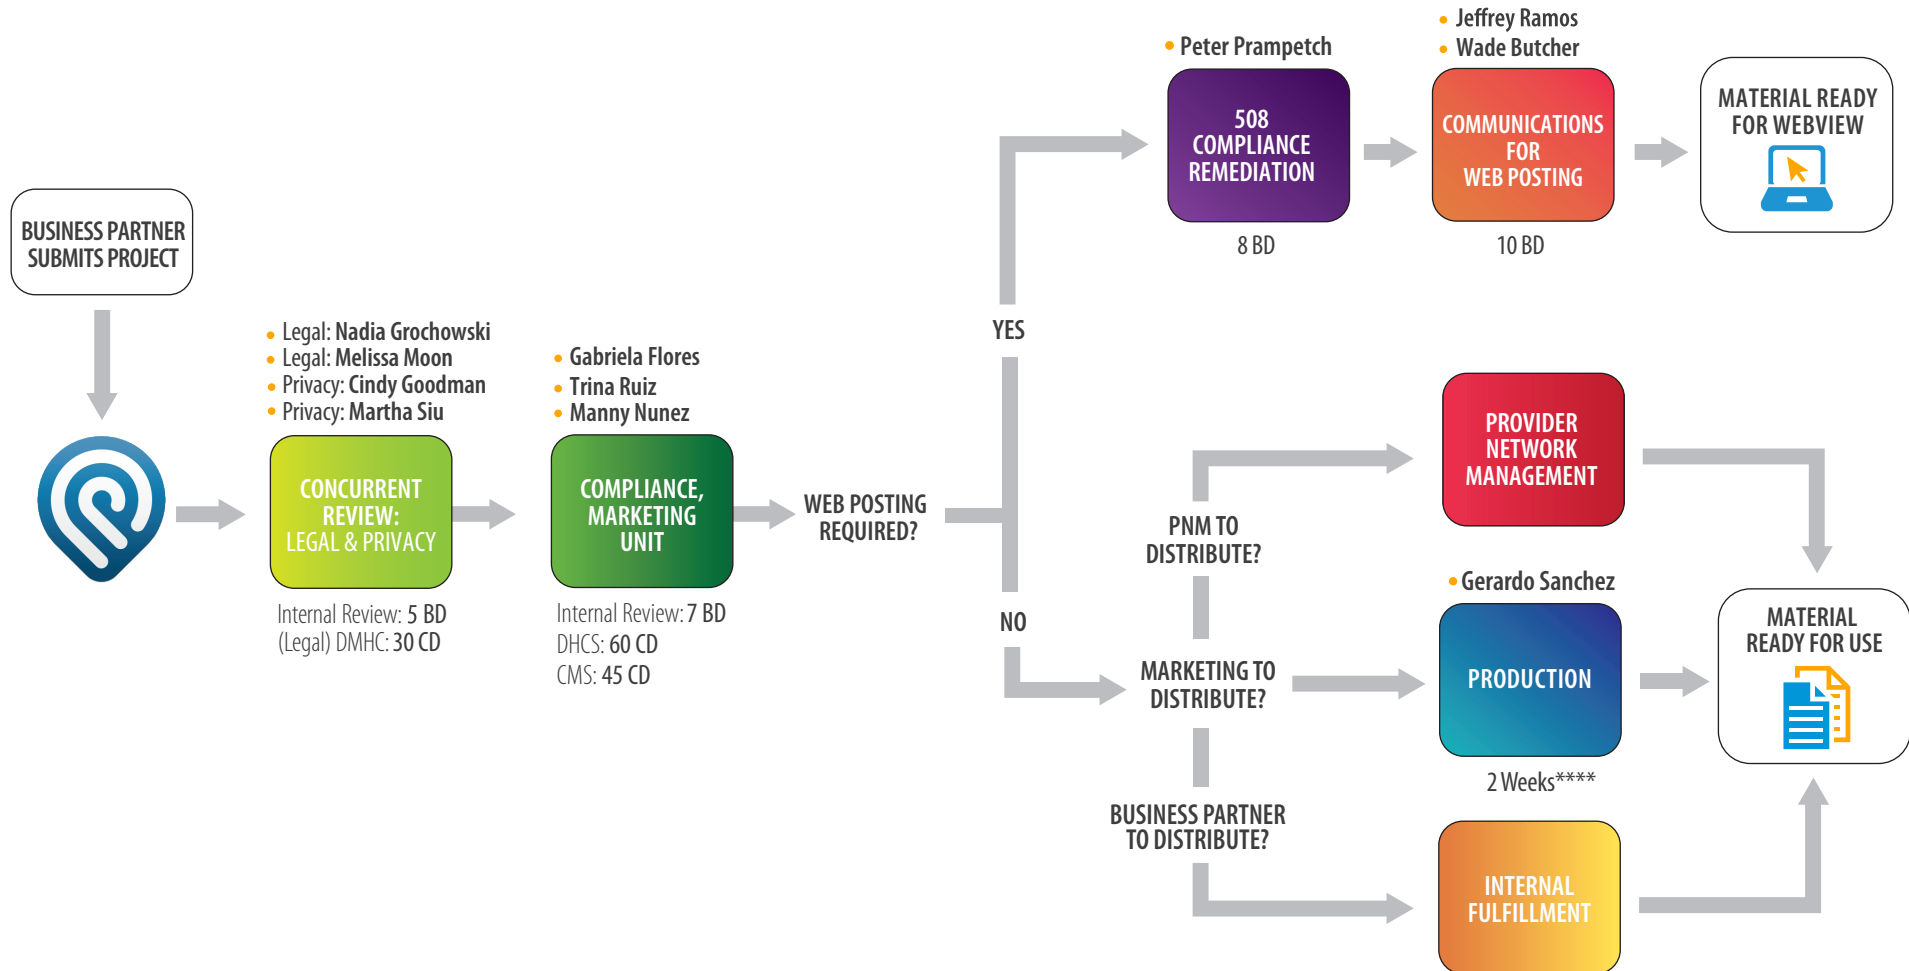 BUSINESS PARTNER
SUBMITS PROJECT
• Legal: Nadia Grochowski
• Legal: Melissa Moon
• Privacy: Cindy Goodman
• Privacy: Martha Siu
CONCURRENT
REVIEW:
LEGAL & PRIVACY
Internal Review: 5 BD
(Legal) DMHC: 30 CD
• Gabriela Flores
• Trina Ruiz
• Manny Nunez
COMPLIANCE,
MARKETING
UNIT
Internal Review: 7 BD
DHCS: 60 CD
CMS: 45 CD
WEB POSTING
REQUIRED?
YES
• Peter Prampetch
508
COMPLIANCE
REMEDIATION
8 BD
• Jeffrey Ramos
• Wade Butcher
COMMUNICATIONS
FOR
WEB POSTING
10 BD
MATERIAL READY
FOR WEBVIEW
NO
PNM TO
DISTRIBUTE?
PROVIDER
NETWORK
MANAGEMENT
MARKETING TO
DISTRIBUTE?
• Gerardo Sanchez
PRODUCTION
2 Weeks****
BUSINESS PARTNER
TO DISTRIBUTE?
INTERNAL
FULFILLMENT
MATERIAL
READY FOR USE